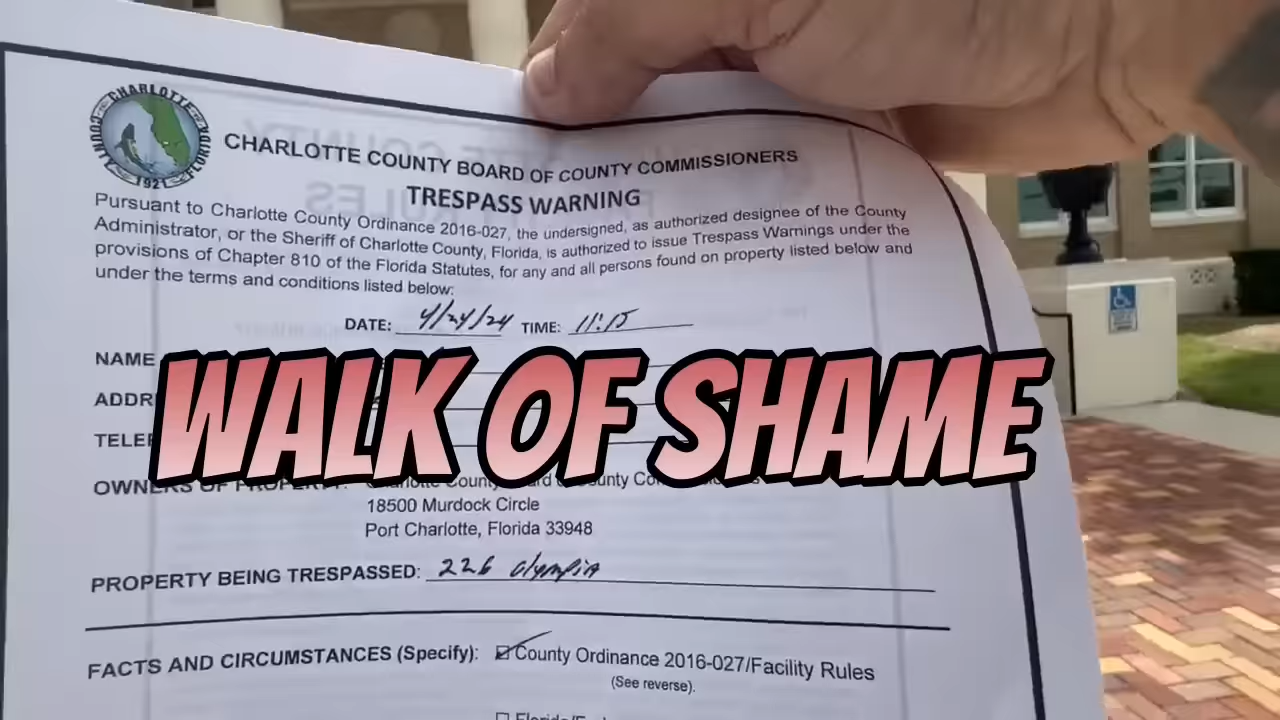 CHARLOTTE COUNTY FLORIDA
1921
CHARLOTTE COUNTY BOARD OF COUNTY COMMISSIONERS
TRESPASS WARNING
Pursuant to Charlotte County Ordinance 2016-027, the undersigned, as authorized designee of the County
Administrator, or the Sheriff of Charlotte County, Florida, is authorized to issue Trespass Warnings under the
provisions of Chapter 810 of the Florida Statutes, for any and all persons found on property listed below and
under the terms and conditions listed below:
DATE: 4/24/24 TIME: 11:15
NAME
ADDR
TELE
WALK OF SHAME
OWNERS OF PROPERTY:
18500 Murdock Circle
Port Charlotte, Florida 33948
PROPERTY BEING TRESPASSED: 226 Olympia
FACTS AND CIRCUMSTANCES (Specify): County Ordinance 2016-027/Facility Rules
(See reverse).